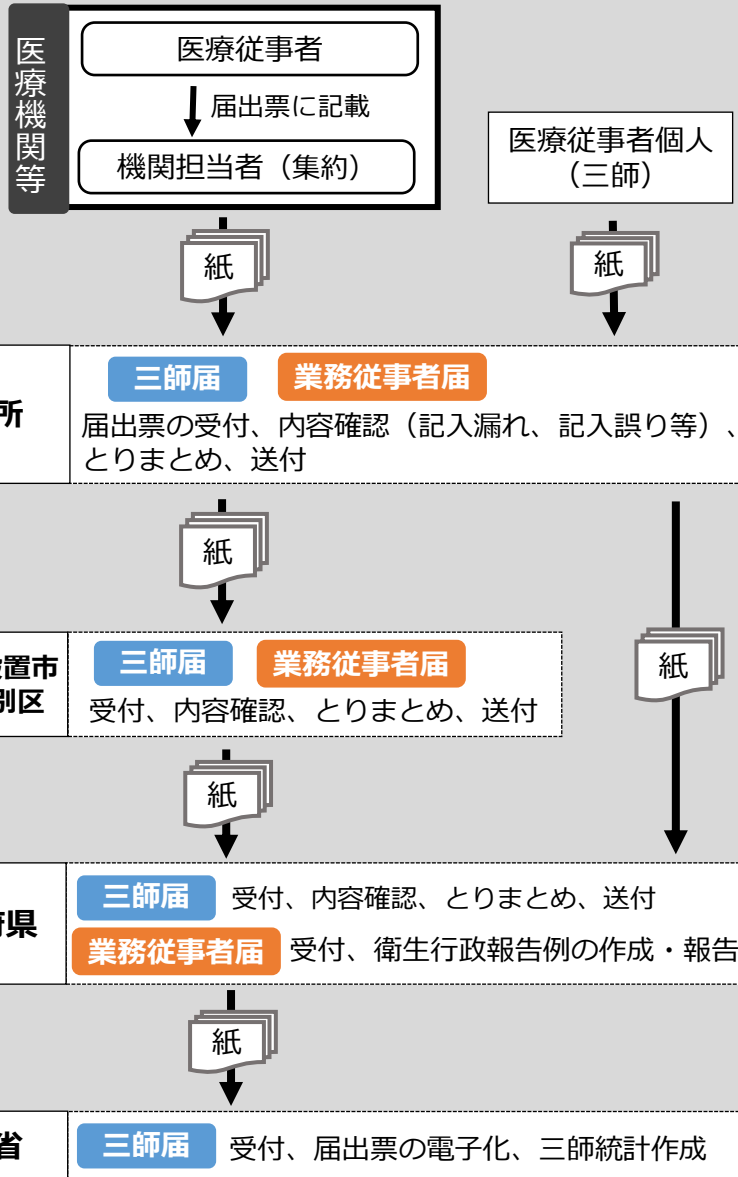 医療機関等
医療従事者
届出票に記載
機関担当者（集約）
医療従事者個人
（三師）
紙
紙
所
三師届
業務従事者届
届出票の受付、内容確認（記入漏れ、記入誤り等）、
とりまとめ、送付
紙
置市
別区
三師届
業務従事者届
受付、内容確認、とりまとめ、送付
紙
紙
県
三師届 受付、内容確認、とりまとめ、送付
業務従事者届 受付、衛生行政報告例の作成・報告
紙
省
三師届 受付、届出票の電子化、三師統計作成